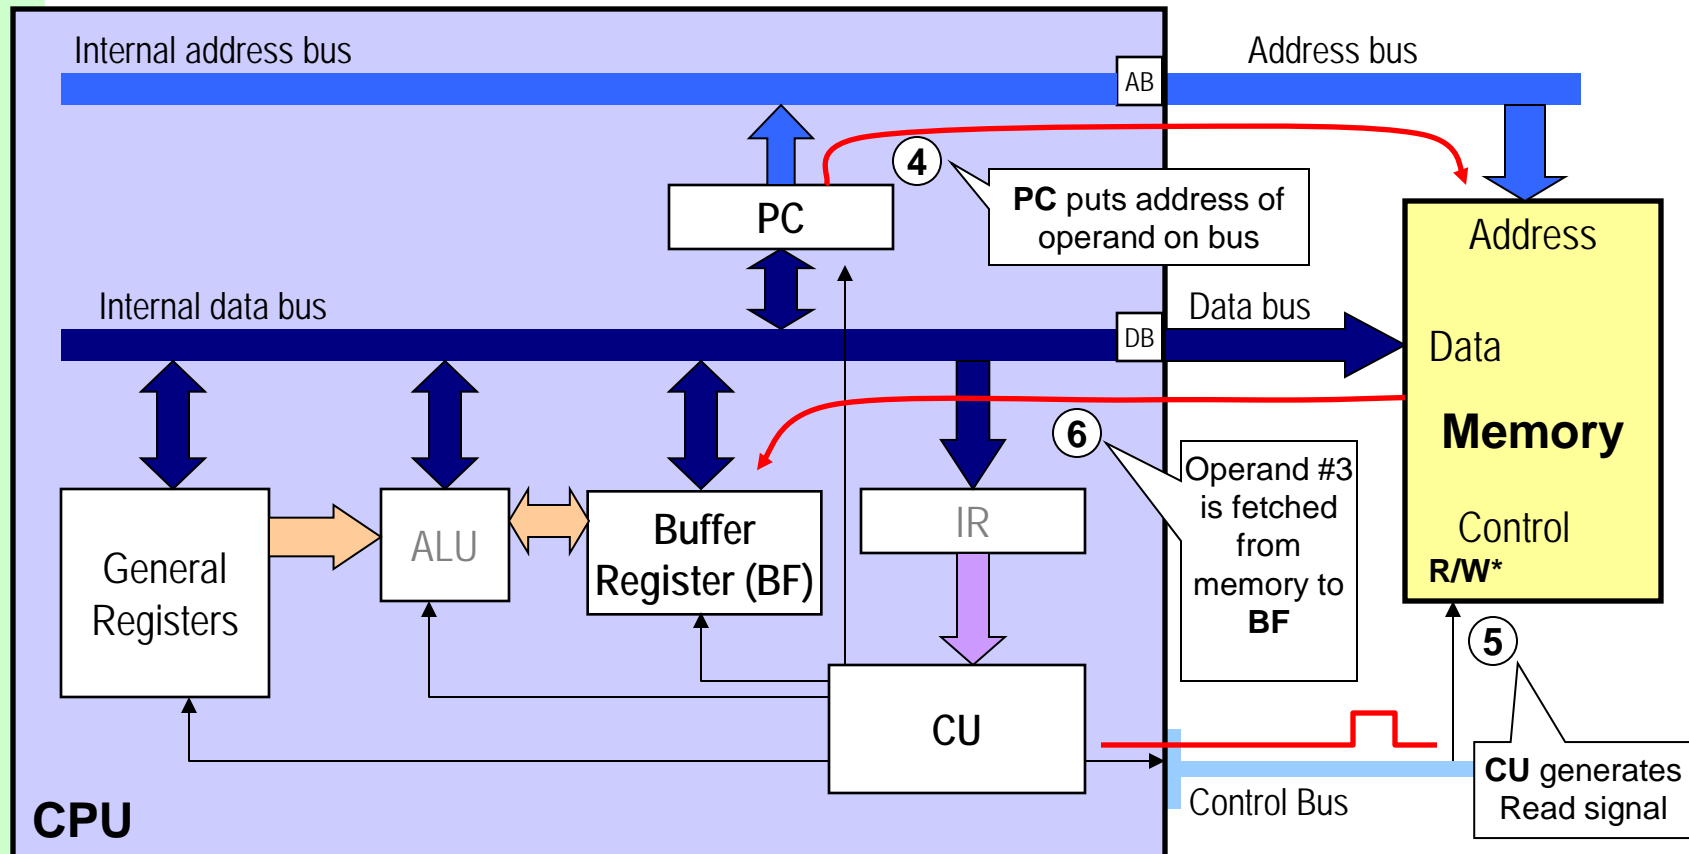 Internal address bus
AB
Address bus
4
PC puts address of
operand on bus
PC
Address
Internal data bus
DB
Data bus
Data
6
Memory
Operand #3
is fetched
from
memory to
BF
General
Registers
ALU
Buffer
Register (BF)
IR
Control
R/W*
5
CU
CU generates
Read signal
Control Bus
CPU